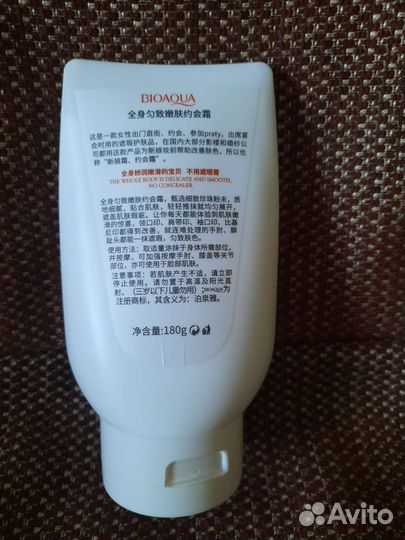 BIOAQUA
全身匀致嫩肤约会霜
这是一款女性出门逛街、约会、参加praty，出席宴
会时用的遮瑕护肤品，在国内大部分影楼和婚纱公
司都用这款产品为新娘妆前帮助改善肤色，所以也
称“新娘霜、约会霜”。
全身娇润嫩滑的宝贝 不用遮瑕膏
THE WHOLE BODY IS DELICATE AND SMOOTH,
NO CONCEALER.
全身匀致嫩肤约会霜，甄选细致珍珠粉末，质
地细腻，贴合肌肤，轻轻推抹就均匀展开，
遮盖肌肤瑕疵。让你每天都能体验到肌肤嫩
滑的惊喜，领口印、肩带印、袖口印、比基
尼印都得到改善，就连难处理的手肘、脚
趾头都能一抹遮瑕，匀致肤色。
使用方法：取适量涂抹于身体所需部位，
并按摩，可加强按摩手肘、膝盖等关节
部位，亦可使用于脸部肌肤。
注意事项：若肌肤产生不适，请立即
停止使用。请勿置于高温及阳光直
射。（三岁以下儿童勿用）；BIOAQUA为
注册商标，其含义为：泊泉雅。
净含量:180g
Avito